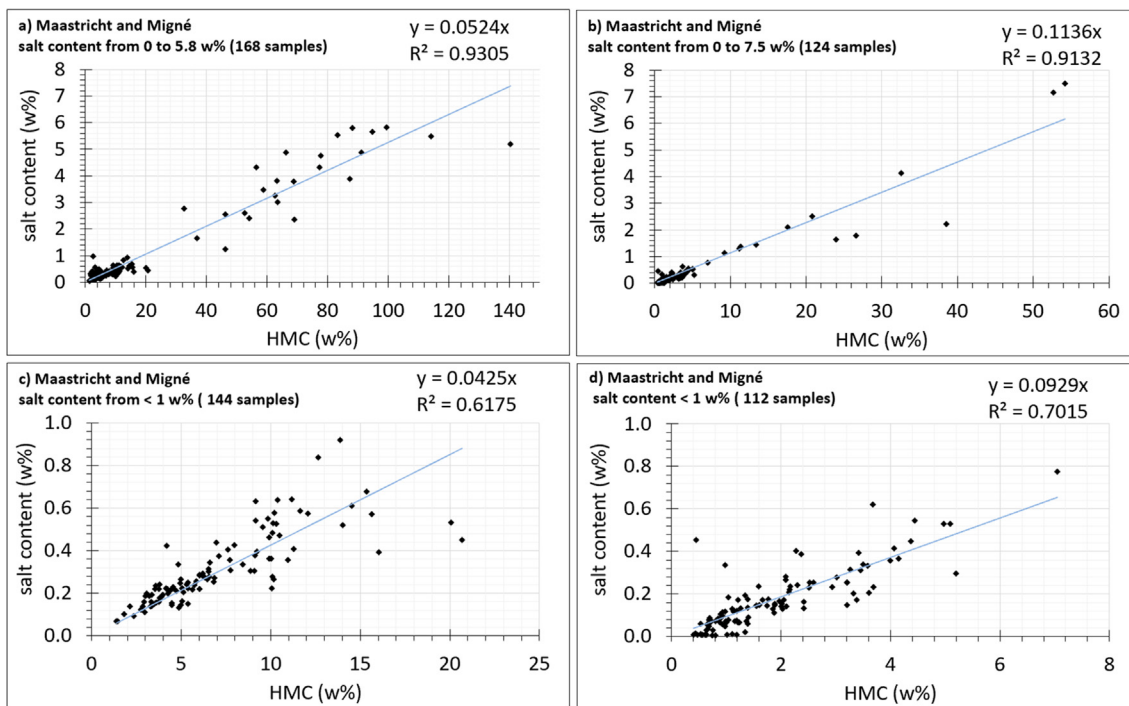 a) Maastricht and Migné
salt content from 0 to 5.8 w% (168 samples)
y = 0.0524x
R² = 0.9305
8
7
6
5
4
3
2
1
0
salt content (w%)
0 20 40 60 80 100 120 140
HMC (w%)
b) Maastricht and Migné
salt content from 0 to 7.5 w% (124 samples)
y = 0.1136x
R² = 0.9132
8
7
6
5
4
3
2
1
0
salt content (w%)
0 10 20 30 40 50 60
HMC (w%)
c) Maastricht and Migné
salt content from < 1 w% ( 144 samples)
y = 0.0425x
R² = 0.6175
1.0
0.8
0.6
0.4
0.2
0.0
salt content (w%)
0 5 10 15 20 25
HMC (w%)
d) Maastricht and Migné
salt content < 1 w% ( 112 samples)
y = 0.0929x
R² = 0.7015
1.0
0.8
0.6
0.4
0.2
0.0
salt content (w%)
0 2 4 6 8
HMC (w%)